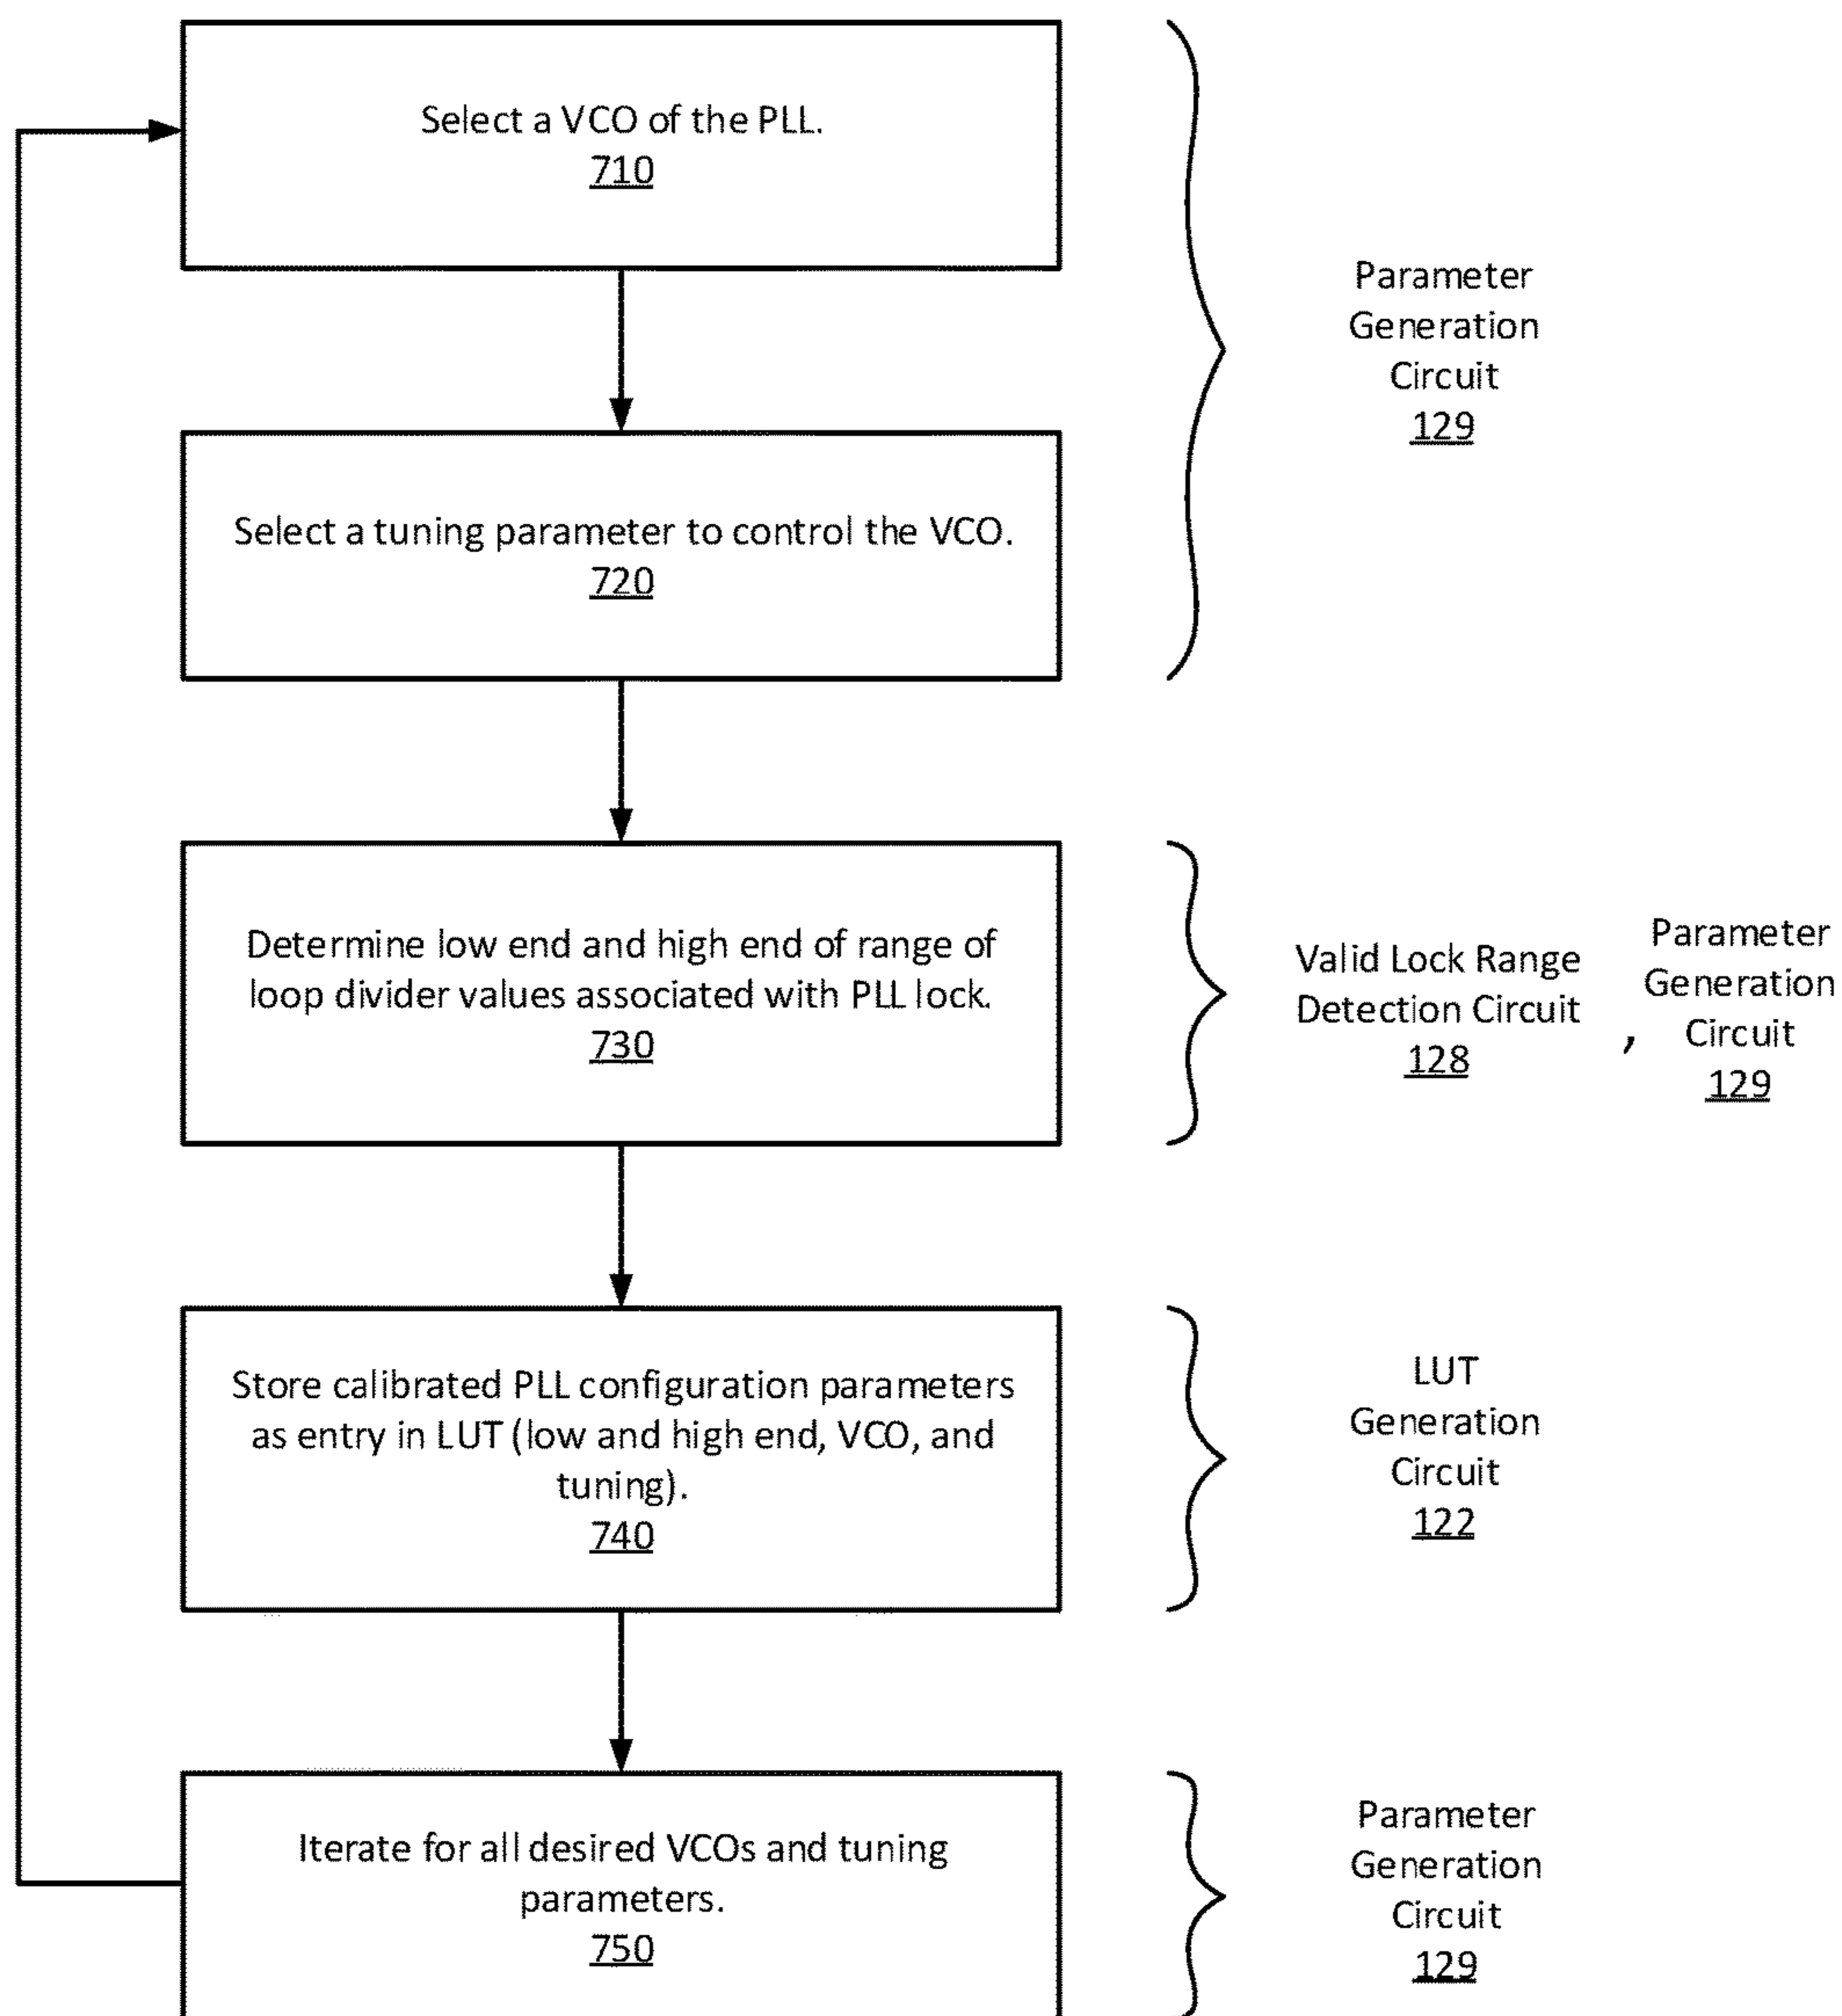 Select a VCO of the PLL.
710
Parameter
Generation
Circuit
129
Select a tuning parameter to control the VCO.
720
Determine low end and high end of range of
loop divider values associated with PLL lock.
730
Valid Lock Range
Detection Circuit
128
,
Parameter
Generation
Circuit
129
Store calibrated PLL configuration parameters
as entry in LUT (low and high end, VCO, and
tuning).
740
LUT
Generation
Circuit
122
Iterate for all desired VCOs and tuning
parameters.
750
Parameter
Generation
Circuit
129